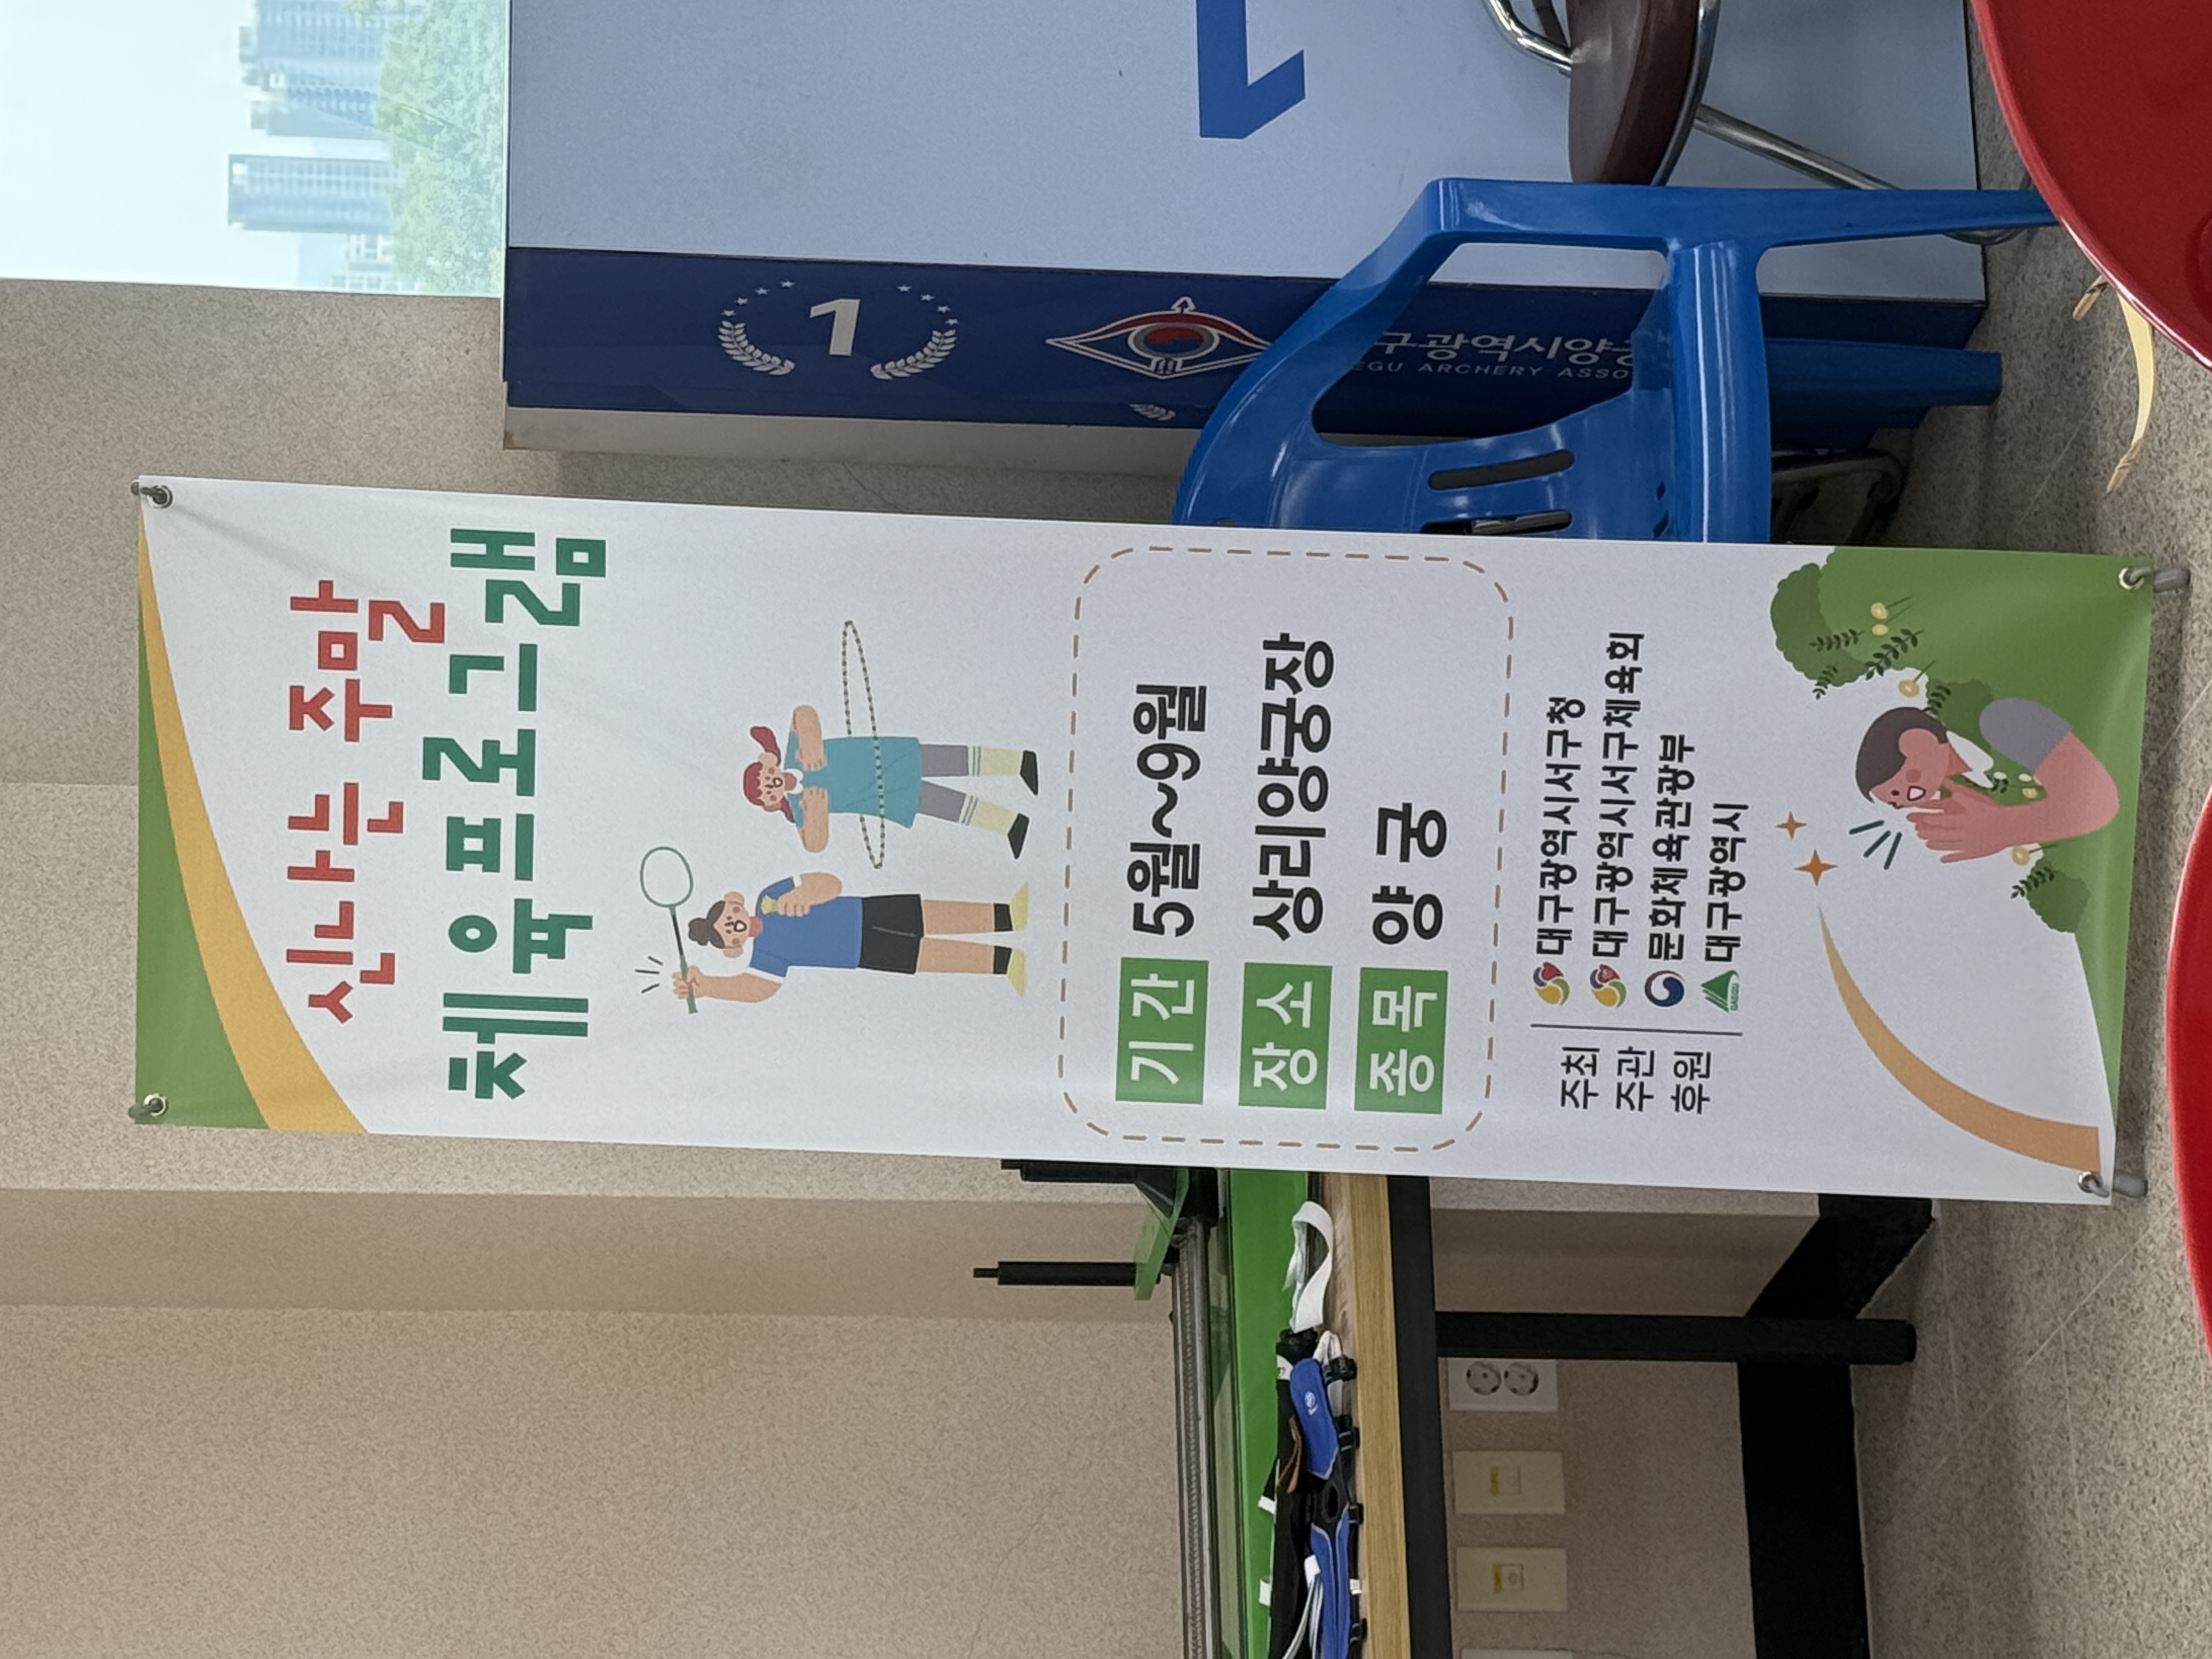 신나는 주말
체육프로그램
기 간 5월~9월
장 소 상리양궁장
종 목 양 궁
주최 대구광역시서구청
주관 대구광역시서구체육회
후원 문화체육관광부
대구광역시
1
구광역시양궁
EGU ARCHERY ASSO